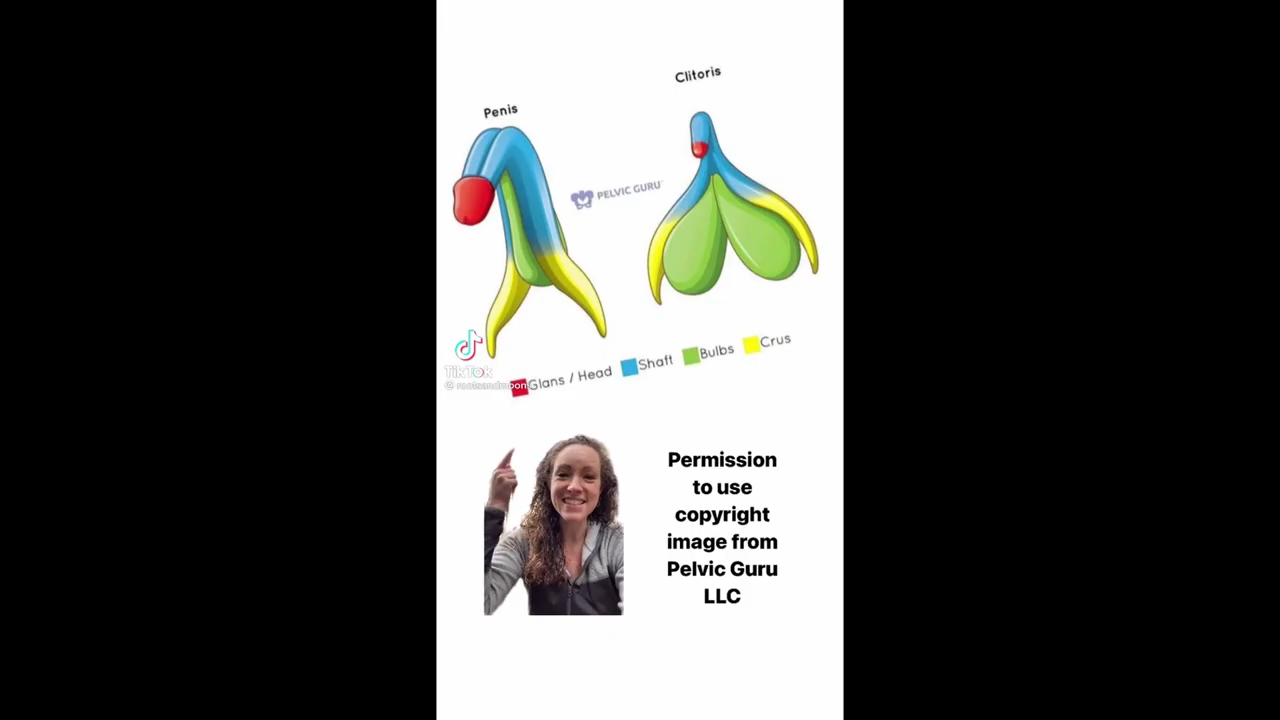 Clitoris
Penis
PELVIC GURU
Glans / Head Shaft Bulbs Crus
TikTok
Permission
to use
copyright
image from
Pelvic Guru
LLC